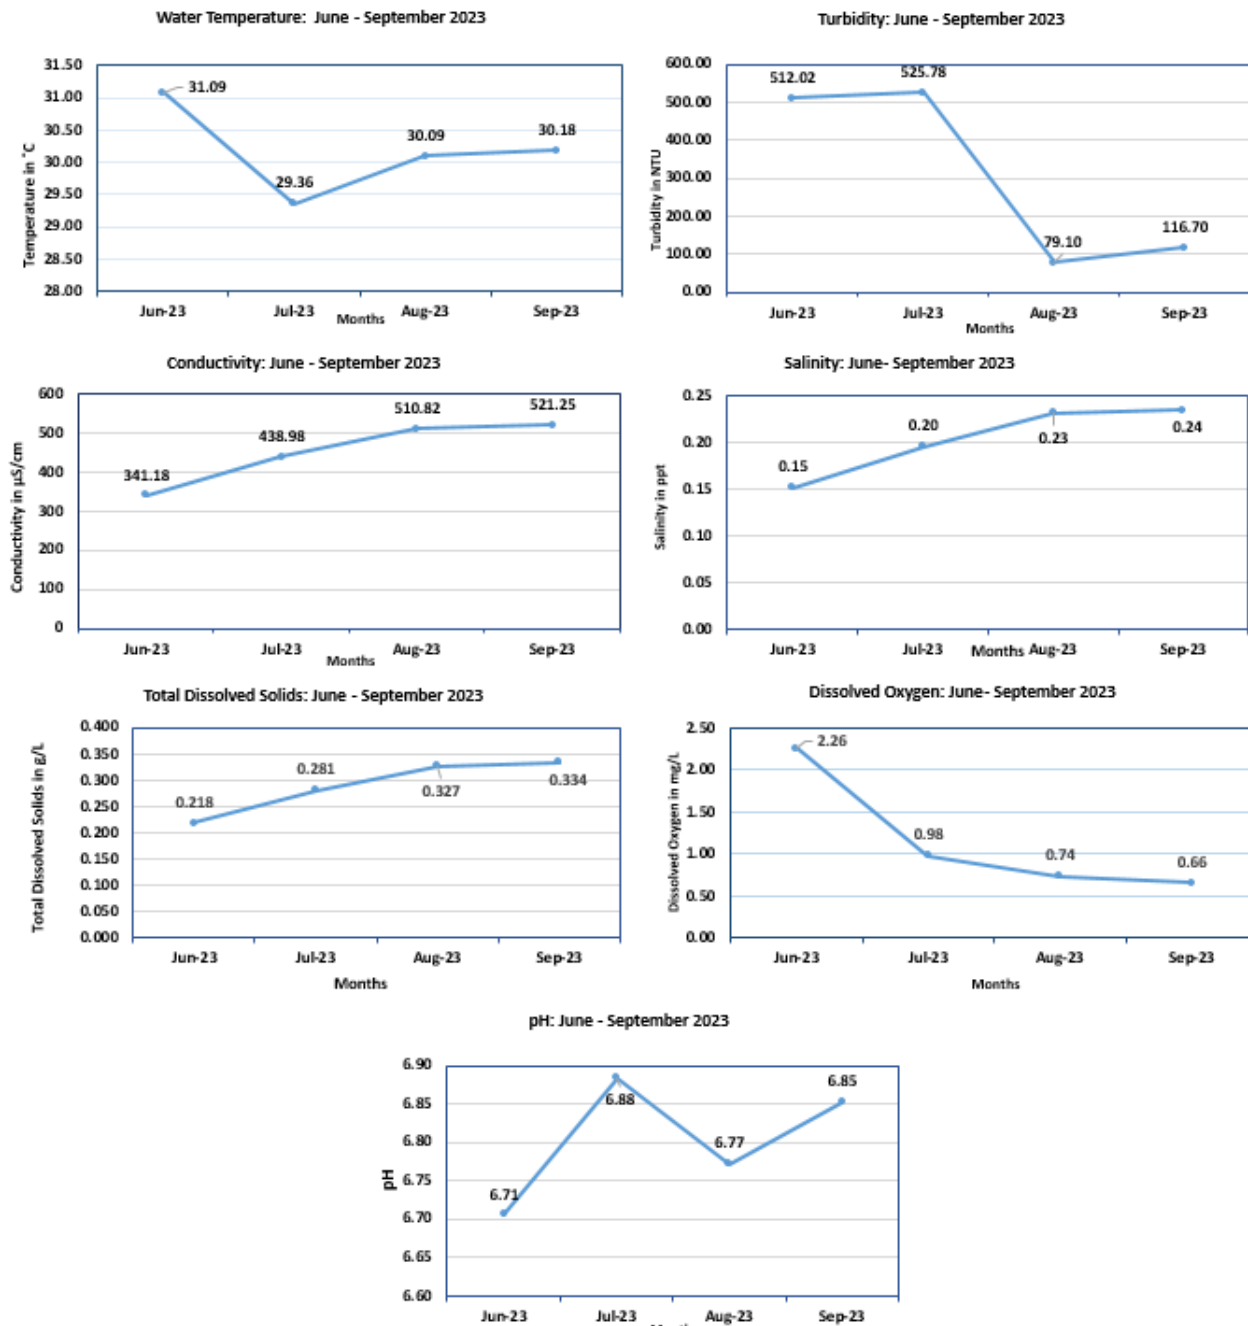 Water Temperature: June - September 2023
31.50
31.00
30.50
30.00
29.50
29.00
28.50
28.00
Temperature in °C
31.09
29.36
30.09
30.18
Jun-23 Jul-23 Aug-23 Sep-23
Months
Turbidity: June - September 2023
600.00
500.00
400.00
300.00
200.00
100.00
0.00
Turbidity in NTU
512.02
525.78
79.10
116.70
Jun-23 Jul-23 Aug-23 Sep-23
Months
Conductivity: June - September 2023
600
500
400
300
200
100
0
Conductivity in µS/cm
341.18
438.98
510.82
521.25
Jun-23 Jul-23 Aug-23 Sep-23
Months
Salinity: June- September 2023
0.25
0.20
0.15
0.10
0.05
0.00
Salinity in ppt
0.15
0.20
0.23
0.24
Jun-23 Jul-23 Aug-23 Sep-23
Months
Total Dissolved Solids: June - September 2023
0.400
0.350
0.300
0.250
0.200
0.150
0.100
0.050
0.000
Total Dissolved Solids in g/L
0.218
0.281
0.327
0.334
Jun-23 Jul-23 Aug-23 Sep-23
Months
Dissolved Oxygen: June- September 2023
2.50
2.00
1.50
1.00
0.50
0.00
Dissolved Oxygen in mg/L
2.26
0.98
0.74
0.66
Jun-23 Jul-23 Aug-23 Sep-23
Months
pH: June - September 2023
6.90
6.85
6.80
6.75
6.70
6.65
6.60
pH
6.71
6.88
6.77
6.85
Jun-23 Jul-23 Aug-23 Sep-23